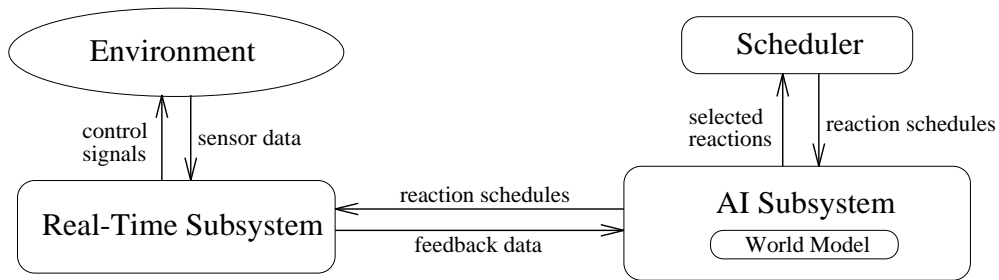 Environment
Scheduler
control
signals
sensor data
selected
reactions
reaction schedules
Real-Time Subsystem
reaction schedules
feedback data
AI Subsystem
World Model